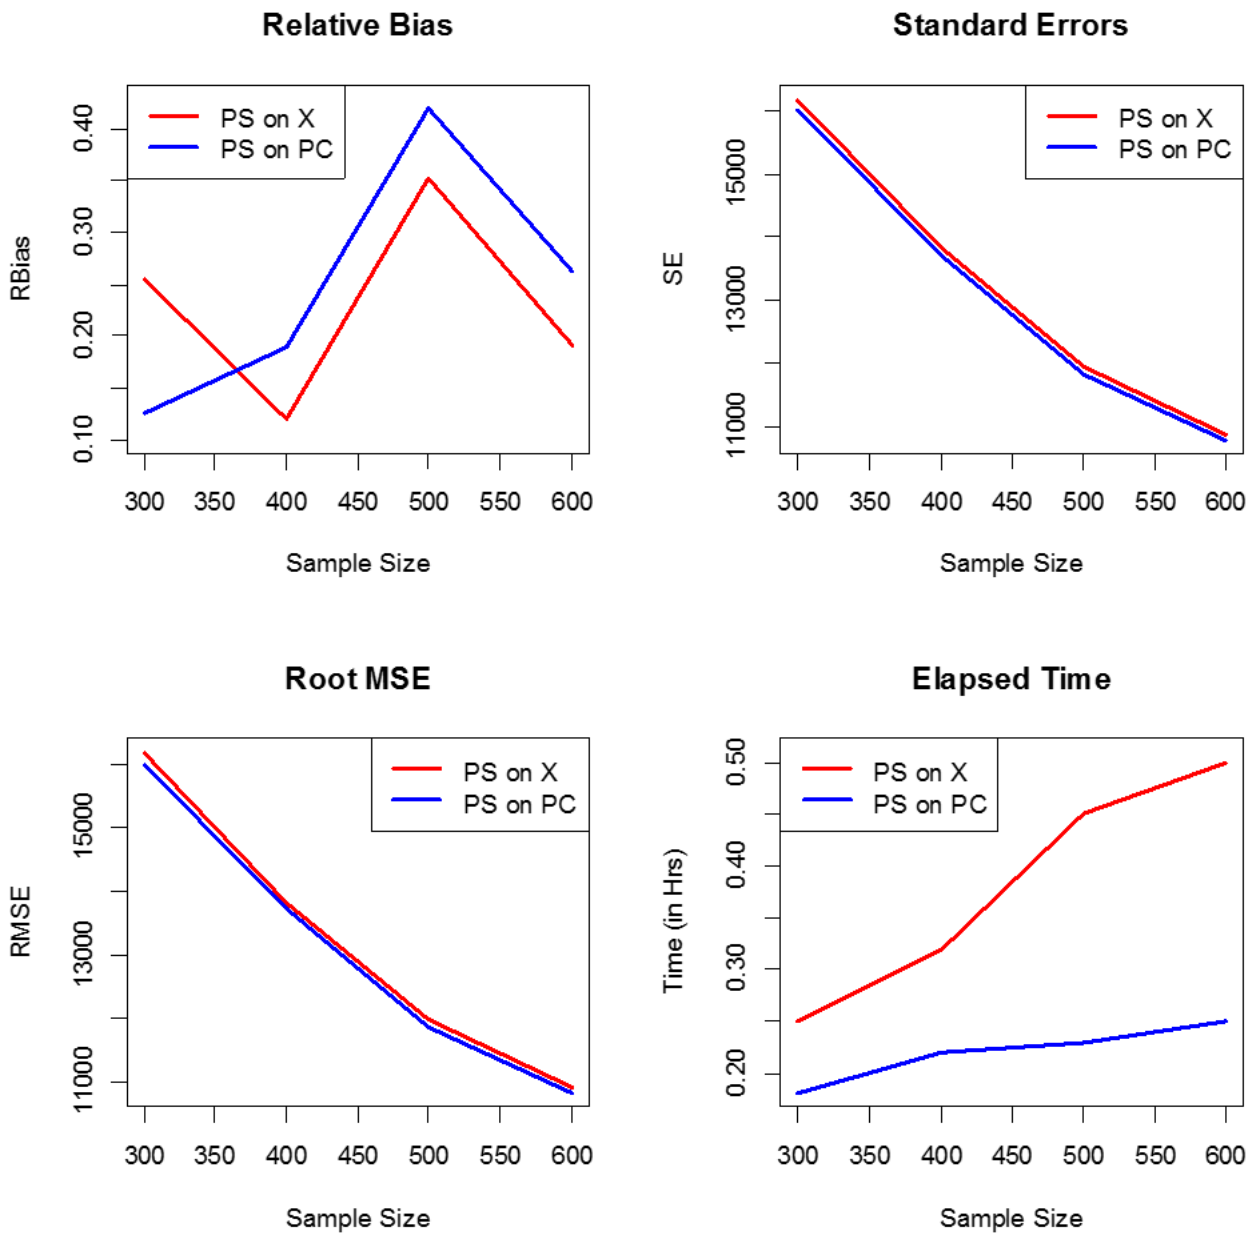 Relative Bias
PS on X
PS on PC
RBias
0.40
0.30
0.20
0.10
300 350 400 450 500 550 600
Sample Size
Standard Errors
PS on X
PS on PC
SE
15000
13000
11000
300 350 400 450 500 550 600
Sample Size
Root MSE
PS on X
PS on PC
RMSE
15000
13000
11000
300 350 400 450 500 550 600
Sample Size
Elapsed Time
PS on X
PS on PC
Time (in Hrs)
0.50
0.40
0.30
0.20
300 350 400 450 500 550 600
Sample Size